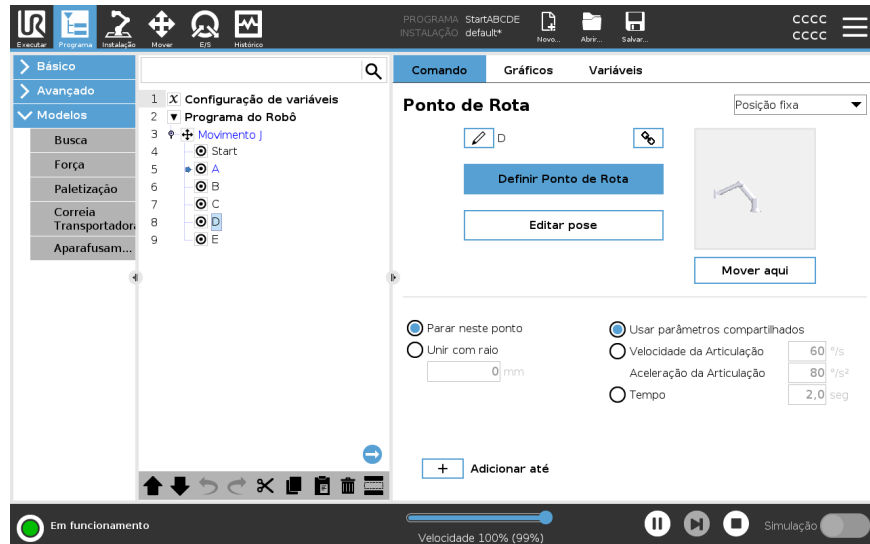 PROGRAMA StartABCDE
INSTALAÇÃO default*
UR
Executar
Programa
Instalação
Mover
E/S
Histórico
Novo...
Abrir...
Salvar...
cccc
cccc
Básico
Avançado
Modelos
Busca
Força
Paletização
Correia
Transportador
Aparafusam...
1 X Configuração de variáveis
2 Programa do Robô
3 Movimento J
4 Start
5 A
6 B
7 C
8 D
9 E
Comando Gráficos Variáveis
Ponto de Rota
Posição fixa
D
Definir Ponto de Rota
Editar pose
Mover aqui
Parar neste ponto
Unir com raio
0 mm
Usar parâmetros compartilhados
Velocidade da Articulação 60 °/s
Aceleração da Articulação 80 °/s²
Tempo 2,0 seg
+ Adicionar até
Em funcionamento
Velocidade 100% (99%)
Simulação